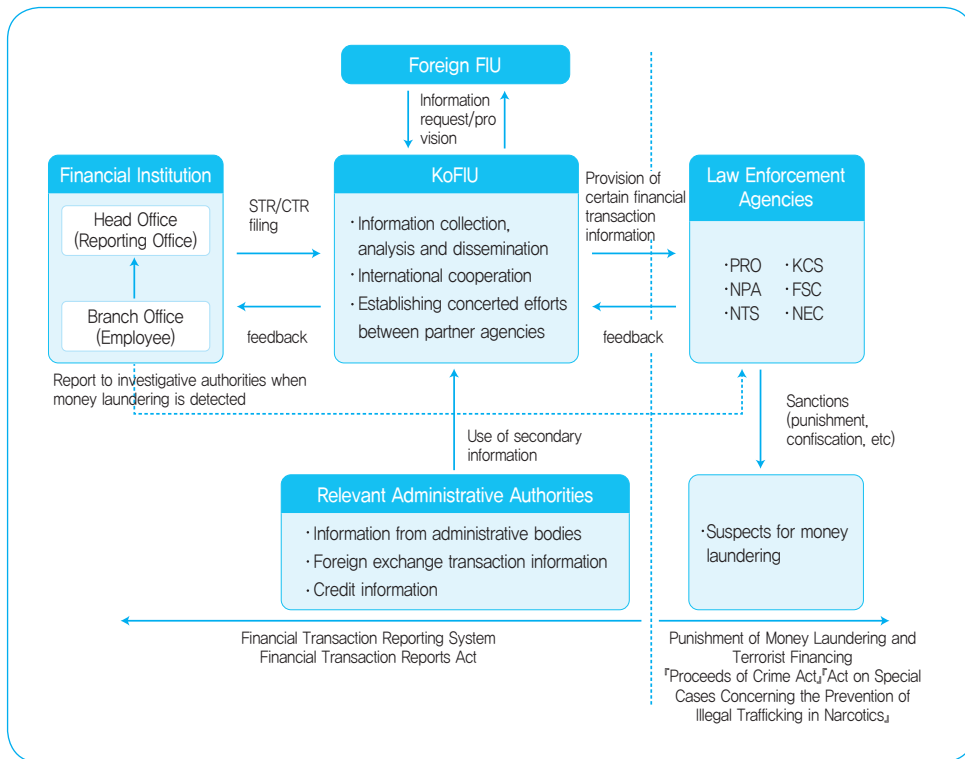 Foreign FIU
Information
request/pro
vision
Financial Institution
Head Office
(Reporting Office)
Branch Office
(Employee)
STR/CTR
filing
feedback
KoFIU
· Information collection,
analysis and dissemination
· International cooperation
· Establishing concerted efforts
between partner agencies
Provision of
certain financial
transaction
information
feedback
Law Enforcement
Agencies
· PRO · KCS
· NPA · FSC
· NTS · NEC
Report to investigative authorities when
money laundering is detected
Use of secondary
information
Sanctions
(punishment,
confiscation, etc)
Relevant Administrative Authorities
· Information from administrative bodies
· Foreign exchange transaction information
· Credit information
· Suspects for money
laundering
Financial Transaction Reporting System
Financial Transaction Reports Act
Punishment of Money Laundering and
Terrorist Financing
『Proceeds of Crime Act』『Act on Special
Cases Concerning the Prevention of
Illegal Trafficking in Narcotics』